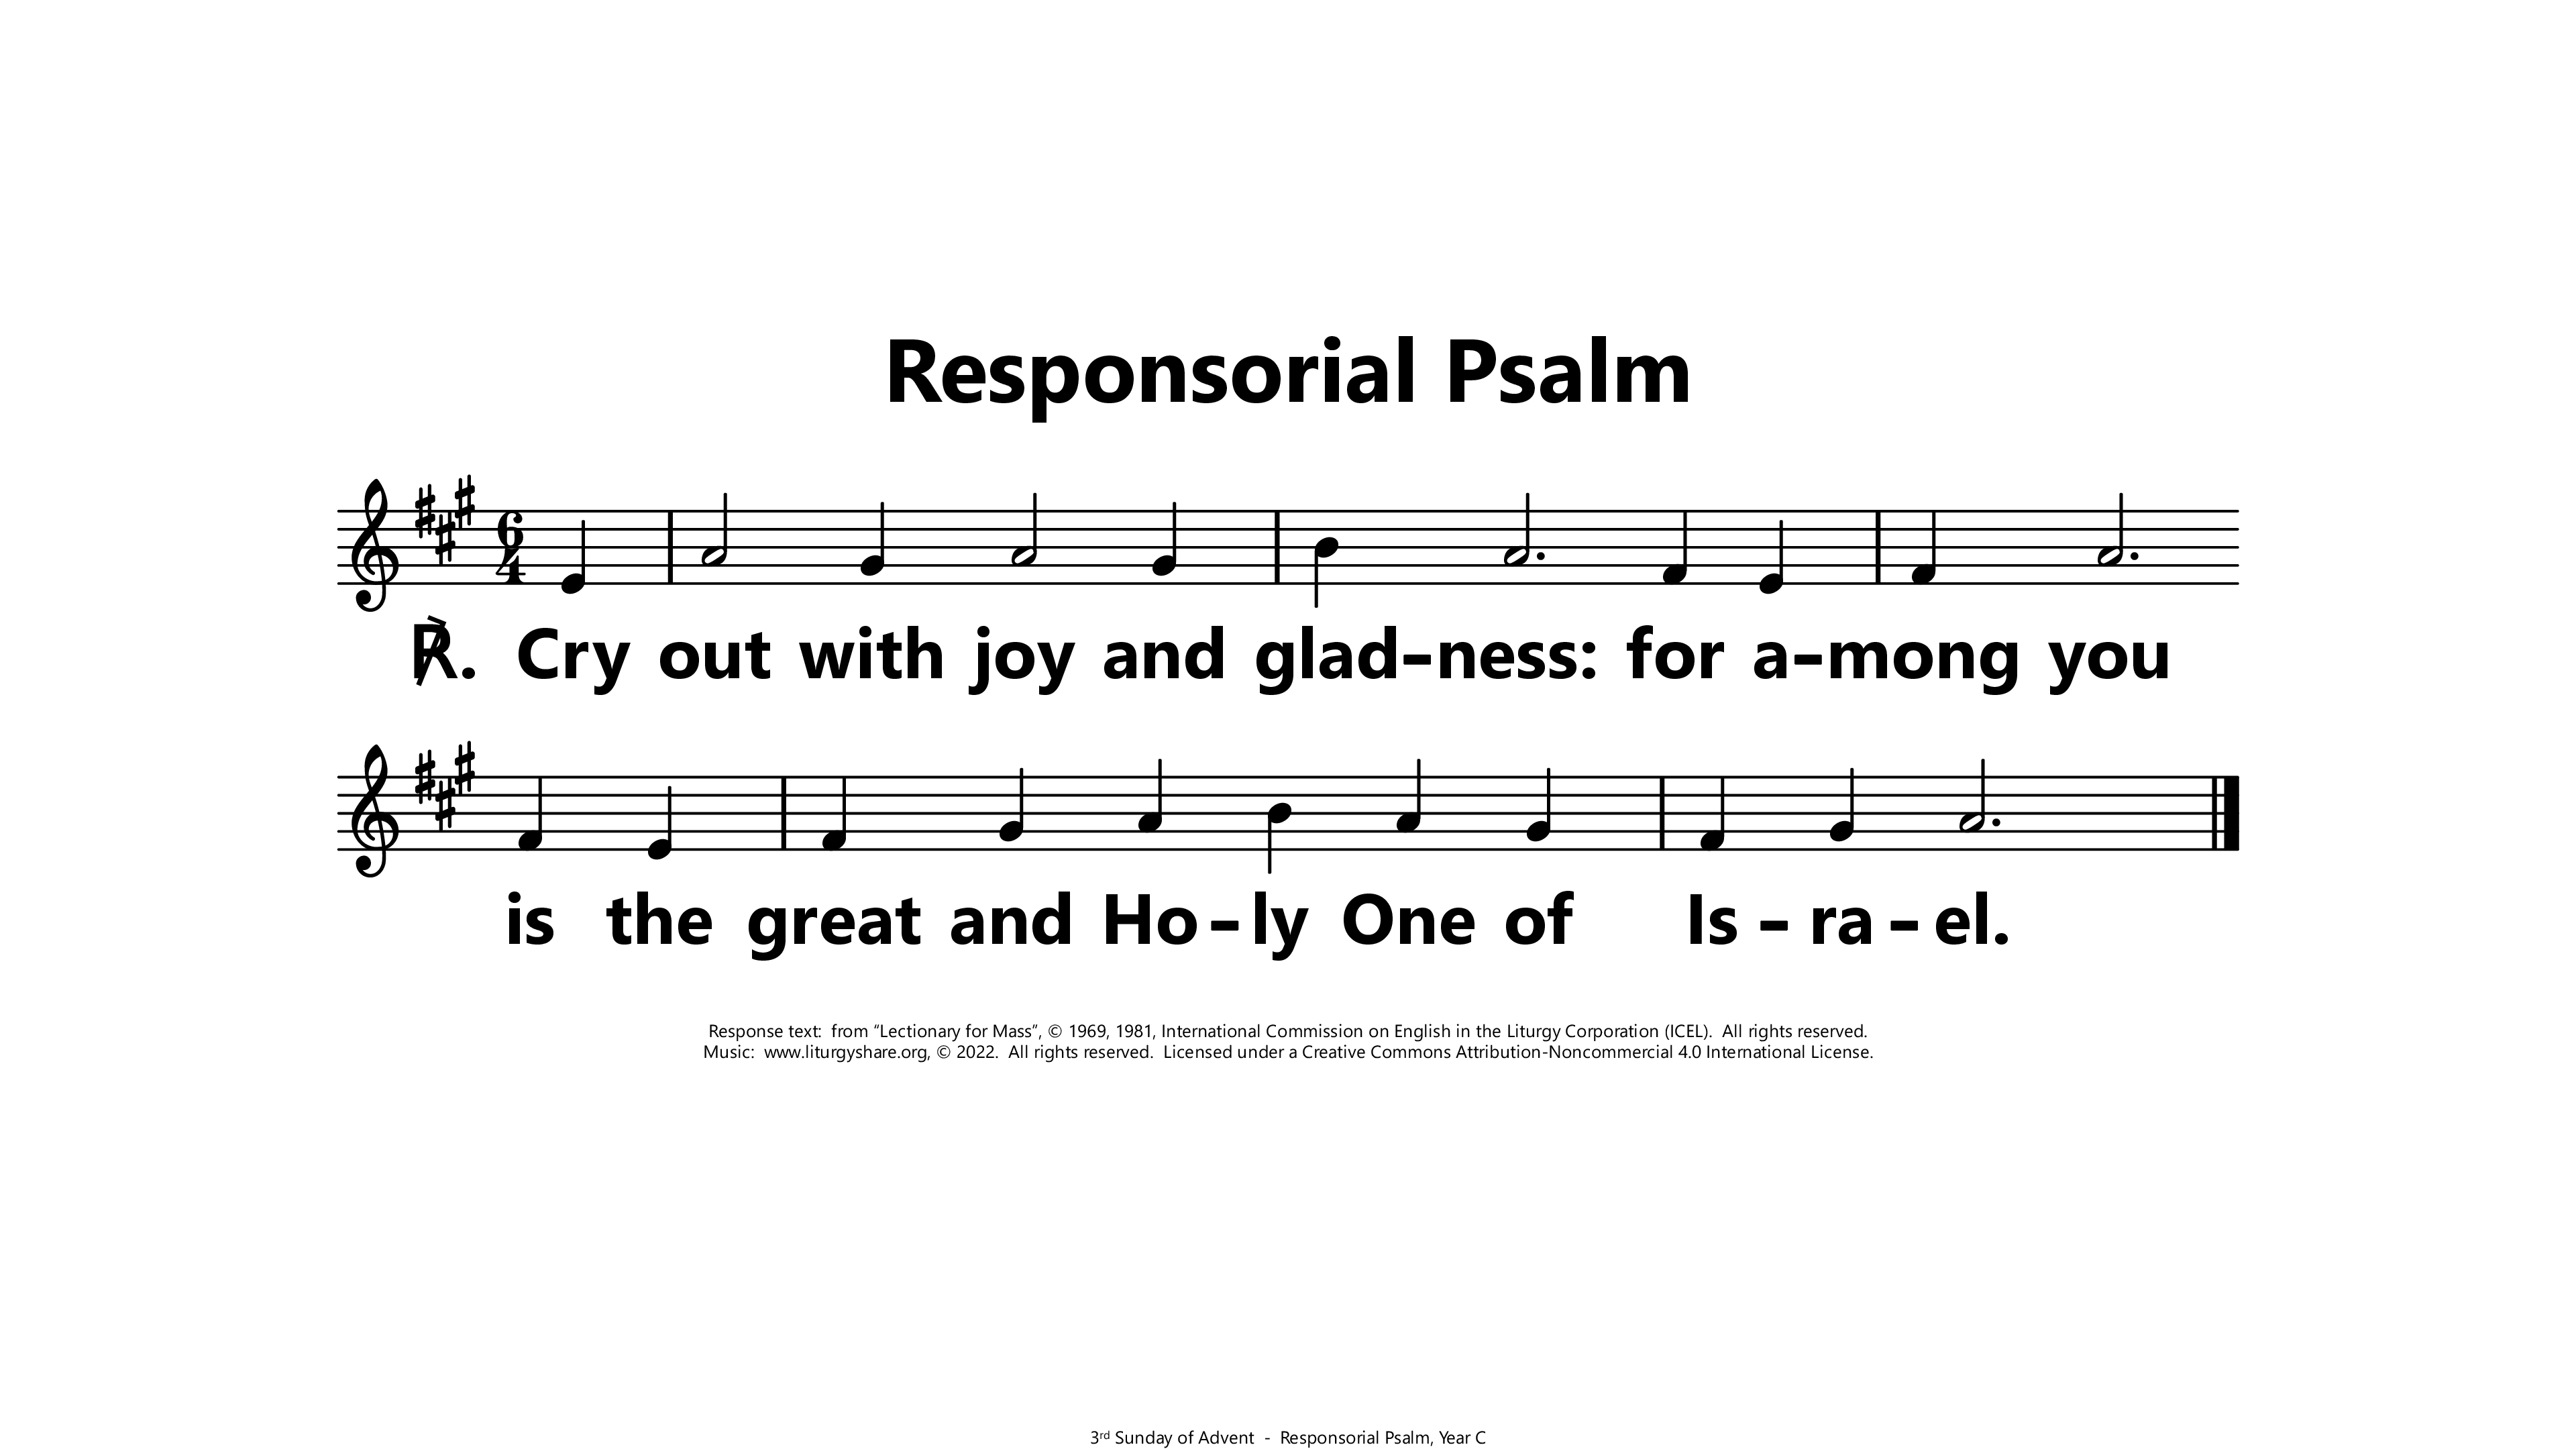 Responsorial Psalm
6
4
℟. Cry out with joy and glad-ness: for a-mong you
is the great and Ho-ly One of Is-ra-el.
Response text: from “Lectionary for Mass”, © 1969, 1981, International Commission on English in the Liturgy Corporation (ICEL). All rights reserved.
Music: www.liturgyshare.org, © 2022. All rights reserved. Licensed under a Creative Commons Attribution-Noncommercial 4.0 International License.
3rd Sunday of Advent - Responsorial Psalm, Year C